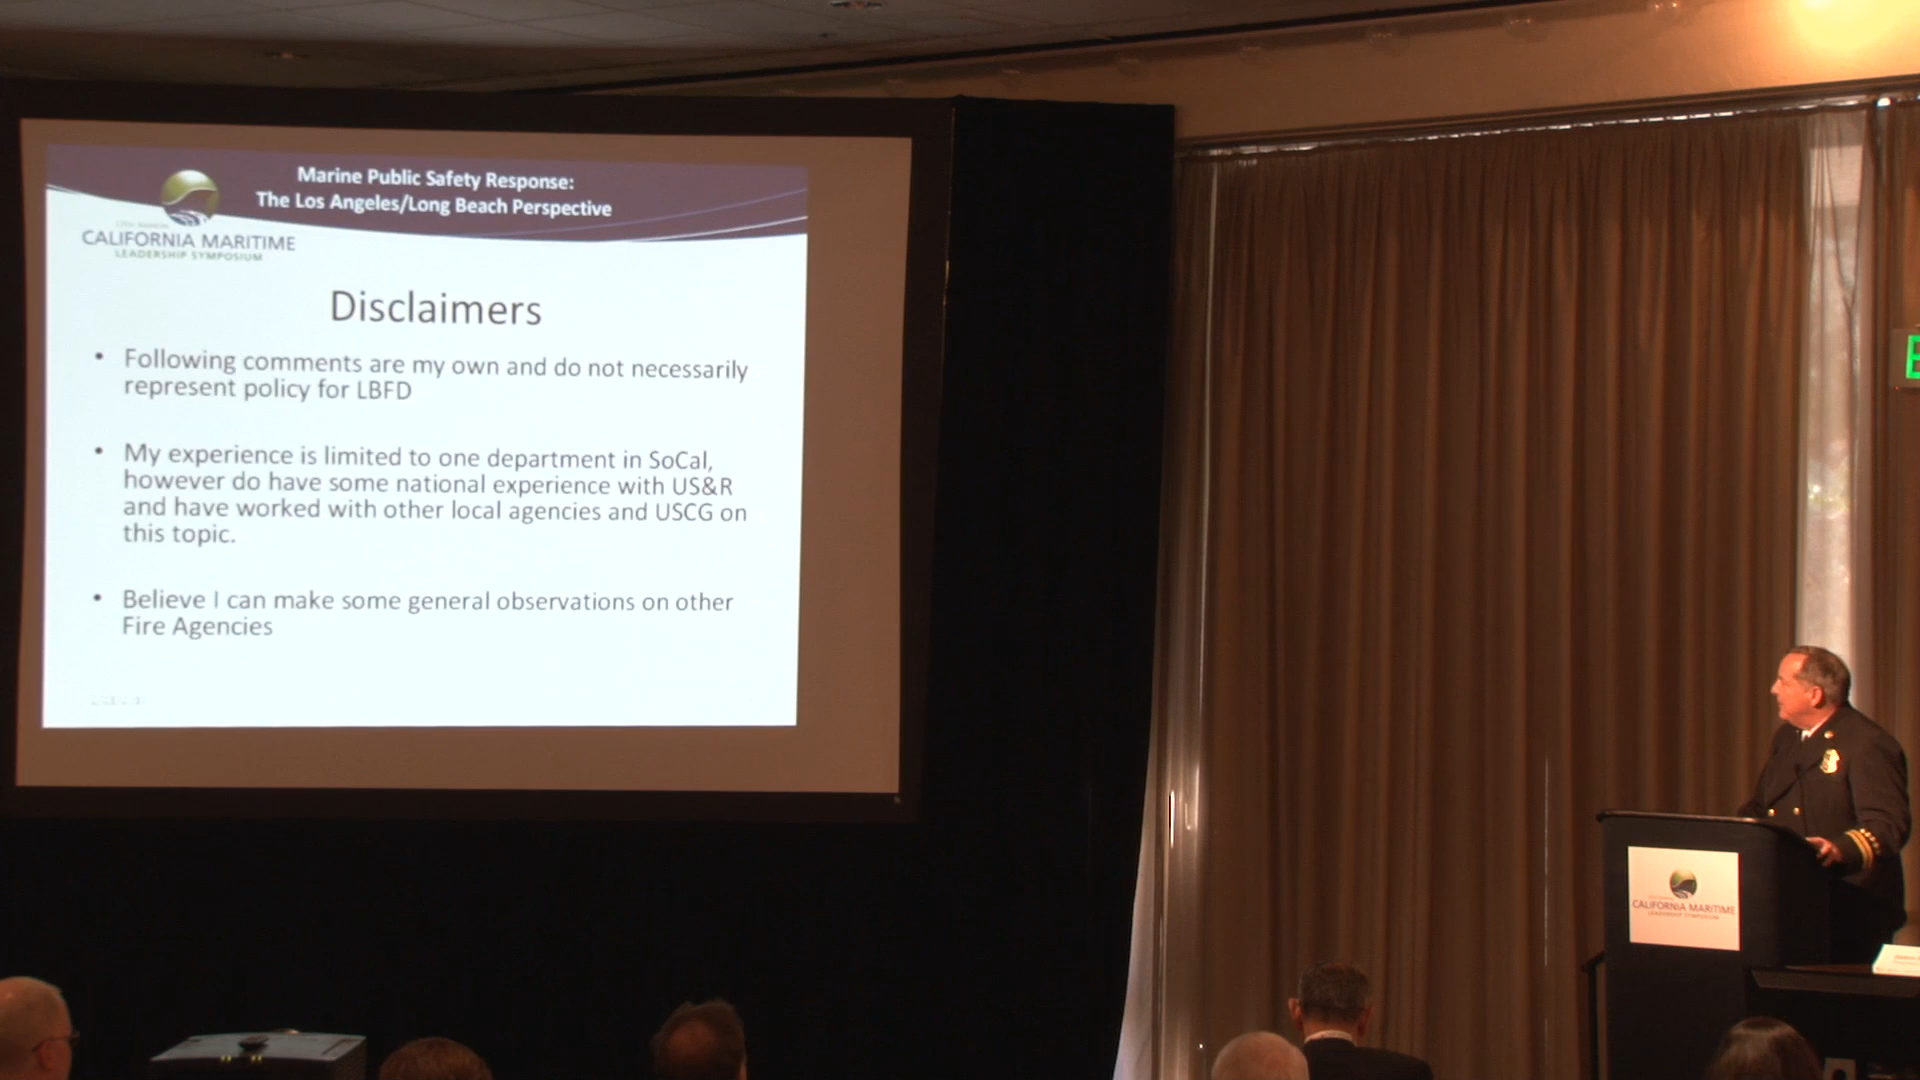 Marine Public Safety Response:
The Los Angeles/Long Beach Perspective
CALIFORNIA MARITIME
LEADERSHIP SYMPOSIUM
Disclaimers
• Following comments are my own and do not necessarily
represent policy for LBFD
• My experience is limited to one department in SoCal,
however do have some national experience with US&R
and have worked with other local agencies and USCG on
this topic.
• Believe I can make some general observations on other
Fire Agencies
E
CALIFORNIA MARITIME
LEADERSHIP SYMPOSIUM